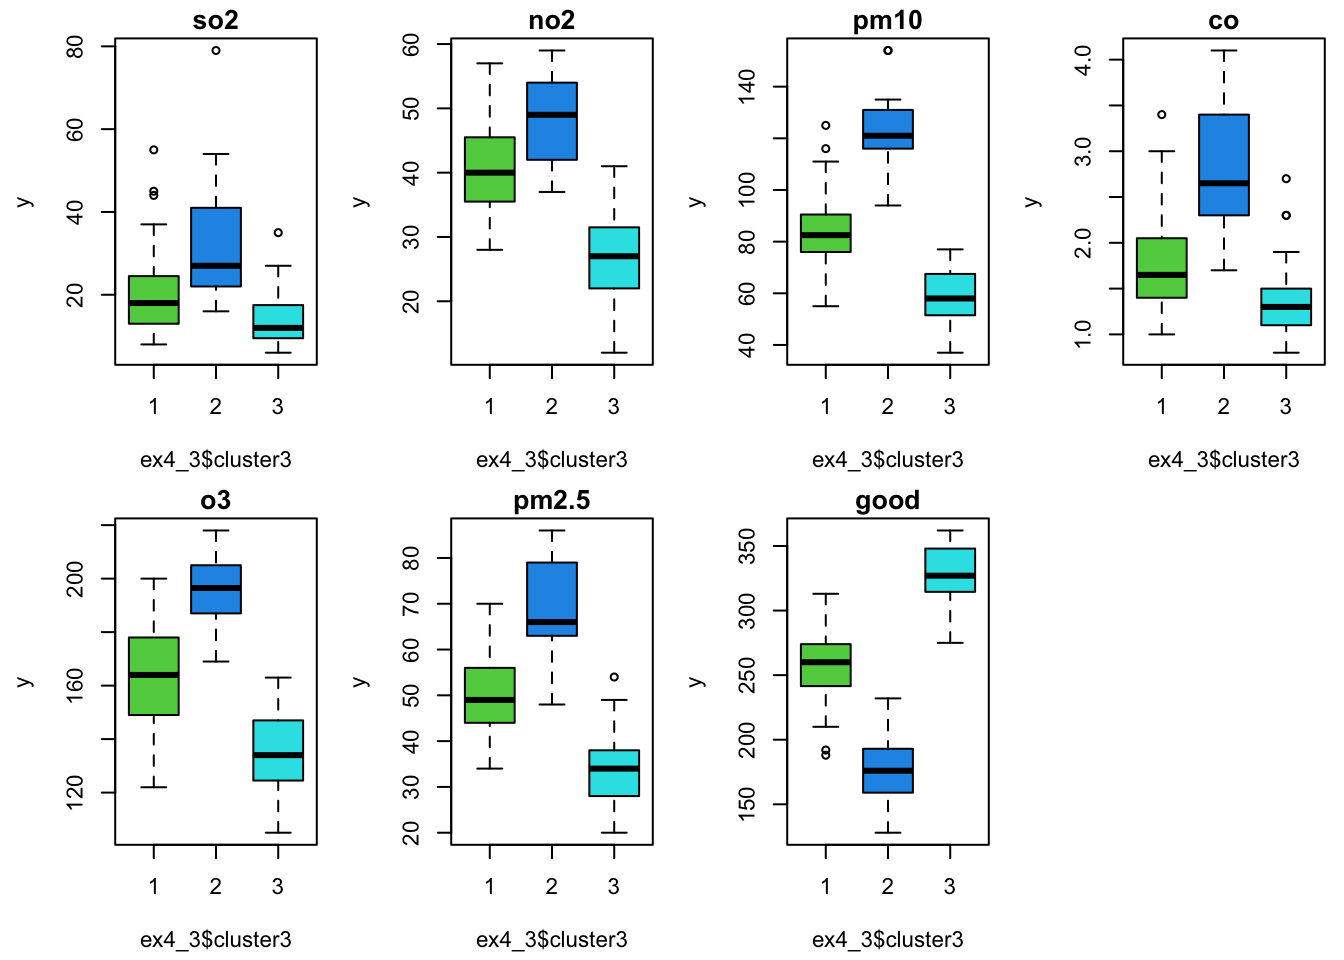 so2
80
60
40
20
y
1 2 3
ex4_3$cluster3
no2
60
50
40
30
20
y
1 2 3
ex4_3$cluster3
pm10
140
100
80
60
40
y
1 2 3
ex4_3$cluster3
co
4.0
3.0
2.0
1.0
y
1 2 3
ex4_3$cluster3
o3
200
160
120
y
1 2 3
ex4_3$cluster3
pm2.5
80
70
60
50
40
30
20
y
1 2 3
ex4_3$cluster3
good
350
300
250
200
150
y
1 2 3
ex4_3$cluster3